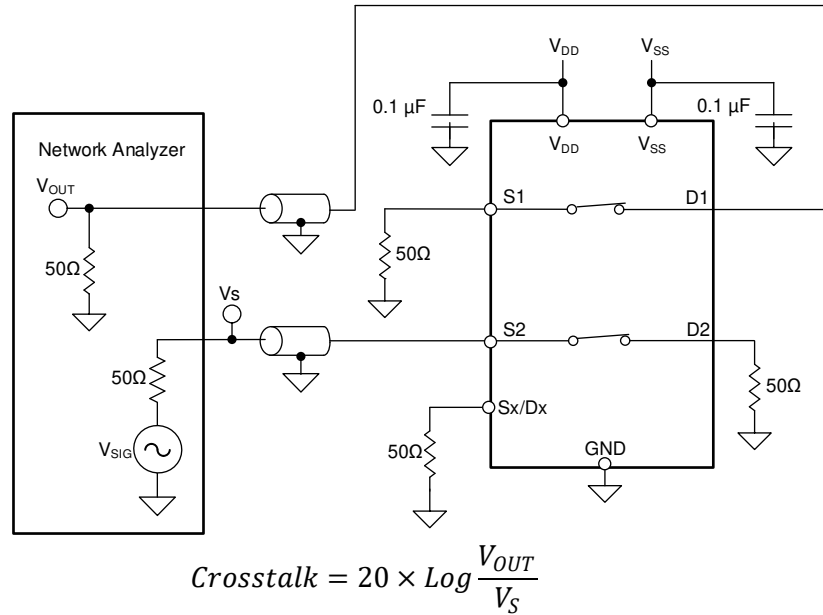 V_DD V_SS
0.1 µF 0.1 µF
Network Analyzer
V_DD V_SS
V_OUT
S1 D1
50Ω
50Ω
Vs
S2 D2
50Ω
50Ω
Sx/Dx
V_SIG
50Ω
GND
Crosstalk = 20 × Log V_OUT / V_S